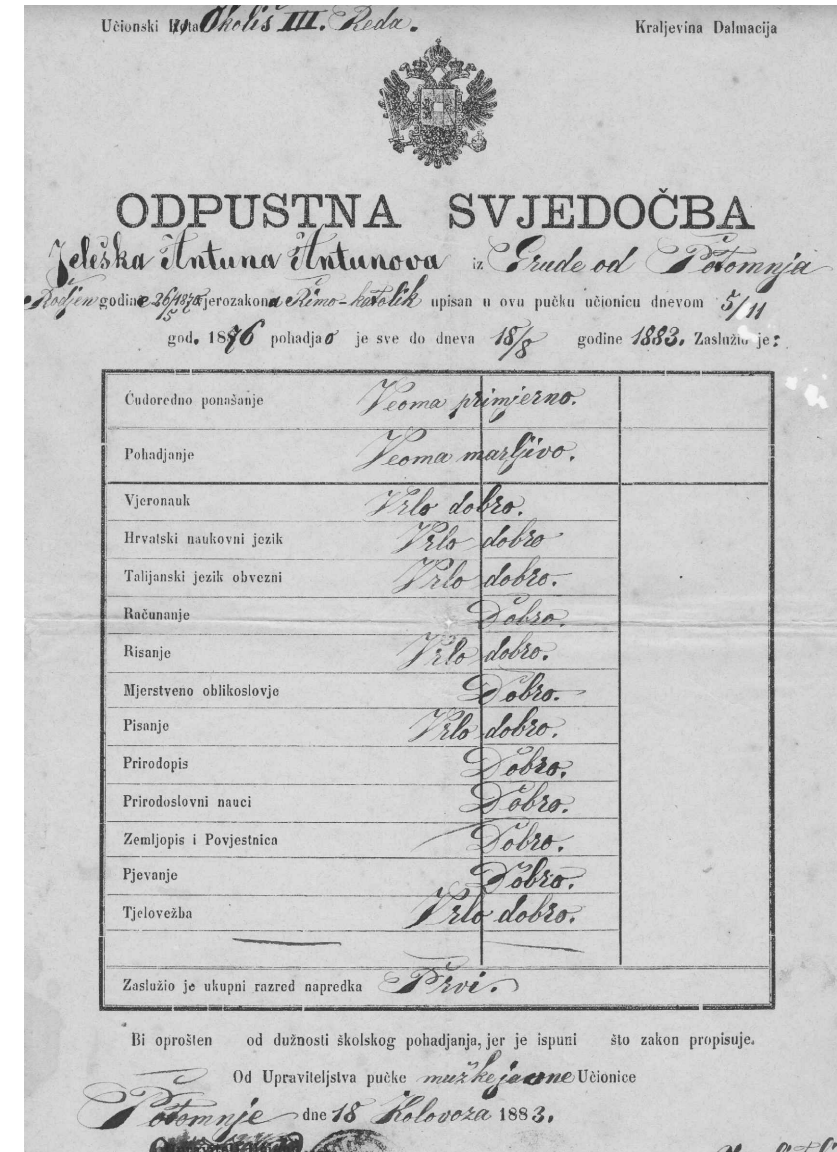 Učionski Kotar Okoliš III. Reda.
Kraljevina Dalmacija
ODPUSTNA SVJEDOČBA
Jeleška Antuna Antunova iz Grude od Potomnja
Rodjen godine 26/5 1870 vjerozakona Rimo-katolik upisan u ovu pučku učionicu dnevom 5/11
god. 1876 pohadjao je sve do dneva 18/8 godine 1883. Zaslužio je:
Ćudoredno ponašanje Veoma primjerno.
Pohadjanje Veoma marljivo.
Vjeronauk Vrlo dobro.
Hrvatski naukovni jezik Vrlo dobro
Talijanski jezik obvezni Vrlo dobro.
Računanje Dobro.
Risanje Vrlo dobro.
Mjerstveno oblikoslovje Dobro.
Pisanje Vrlo dobro.
Prirodopis Dobro.
Prirodoslovni nauci Dobro.
Zemljopis i Povjestnica Dobro.
Pjevanje Dobro.
Tjelovežba Vrlo dobro.
Zaslužio je ukupni razred napredka Prvi.
Bi oprošten od dužnosti školskog pohadjanja, jer je ispuni što zakon propisuje.
Od Upraviteljstva pučke mužke javne Učionice
Potomnje dne 18 Kolovoza 1883.